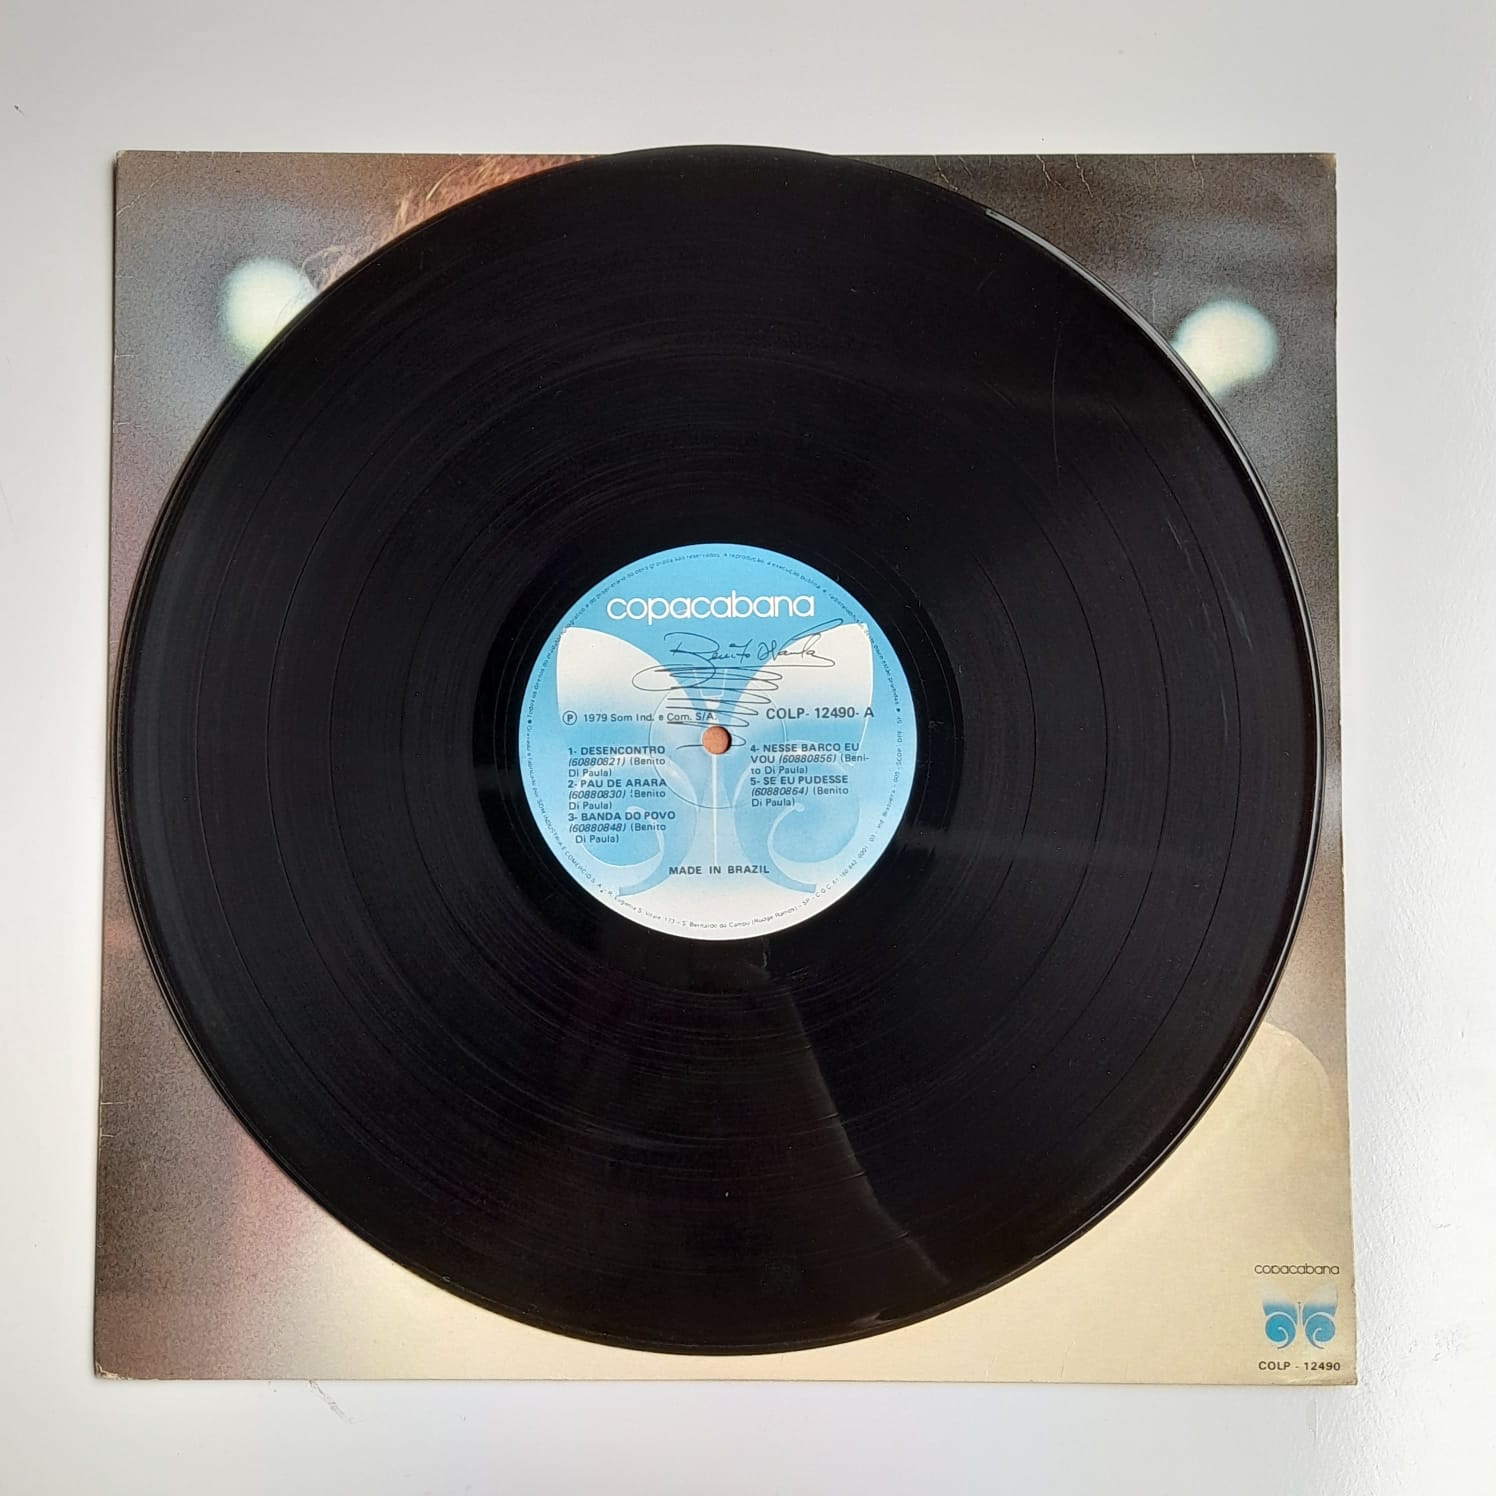 copacabana
Ⓟ 1979 Som Ind. e Com. S/A.
COLP- 12490- A
1- DESENCONTRO
(60880821) (Benito
Di Paula)
2- PAU DE ARARA
(60880830) (Benito
Di Paula)
3- BANDA DO POVO
(60880848) (Benito
Di Paula)
4- NESSE BARCO EU
VOU (60880856) (Beni-
to Di Paula)
5- SE EU PUDESSE
(60880864) (Benito
Di Paula)
MADE IN BRAZIL
copacabana
COLP - 12490